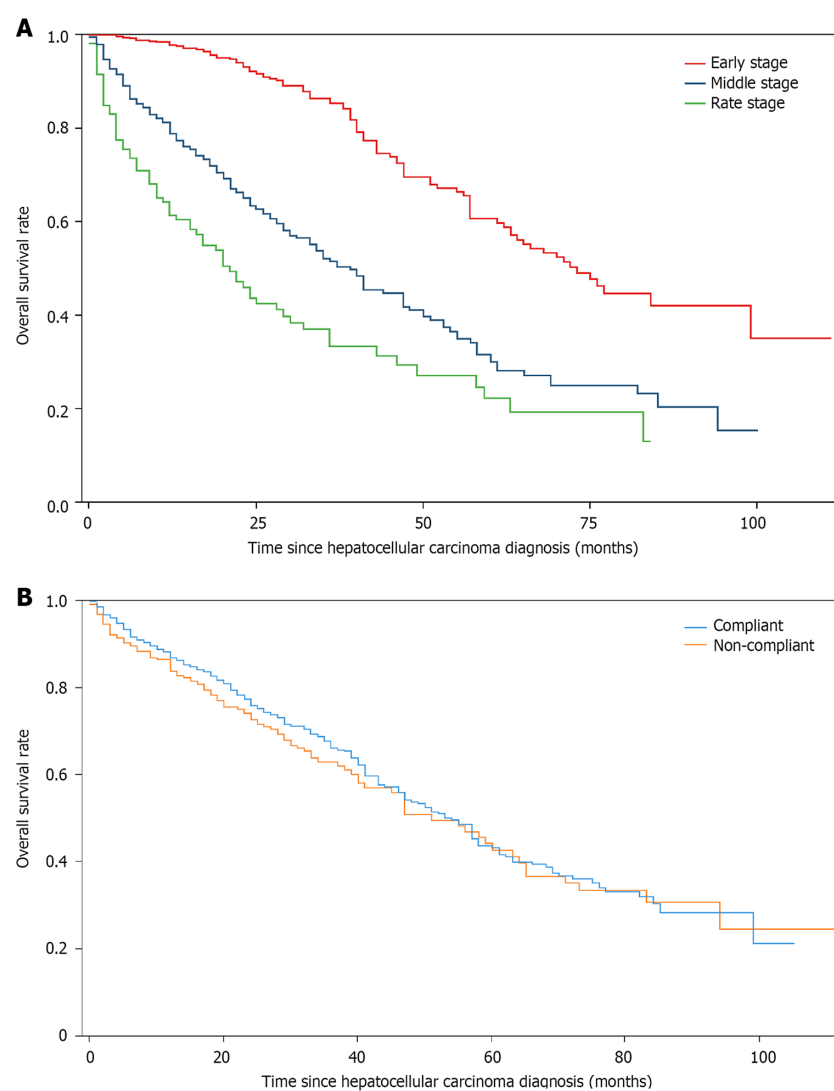 A
1.0
0.8
0.6
0.4
0.2
0.0
Overall survival rate
Early stage
Middle stage
Rate stage
0 25 50 75 100
Time since hepatocellular carcinoma diagnosis (months)
B
1.0
0.8
0.6
0.4
0.2
0
Overall survival rate
Compliant
Non-compliant
0 20 40 60 80 100
Time since hepatocellular carcinoma diagnosis (months)